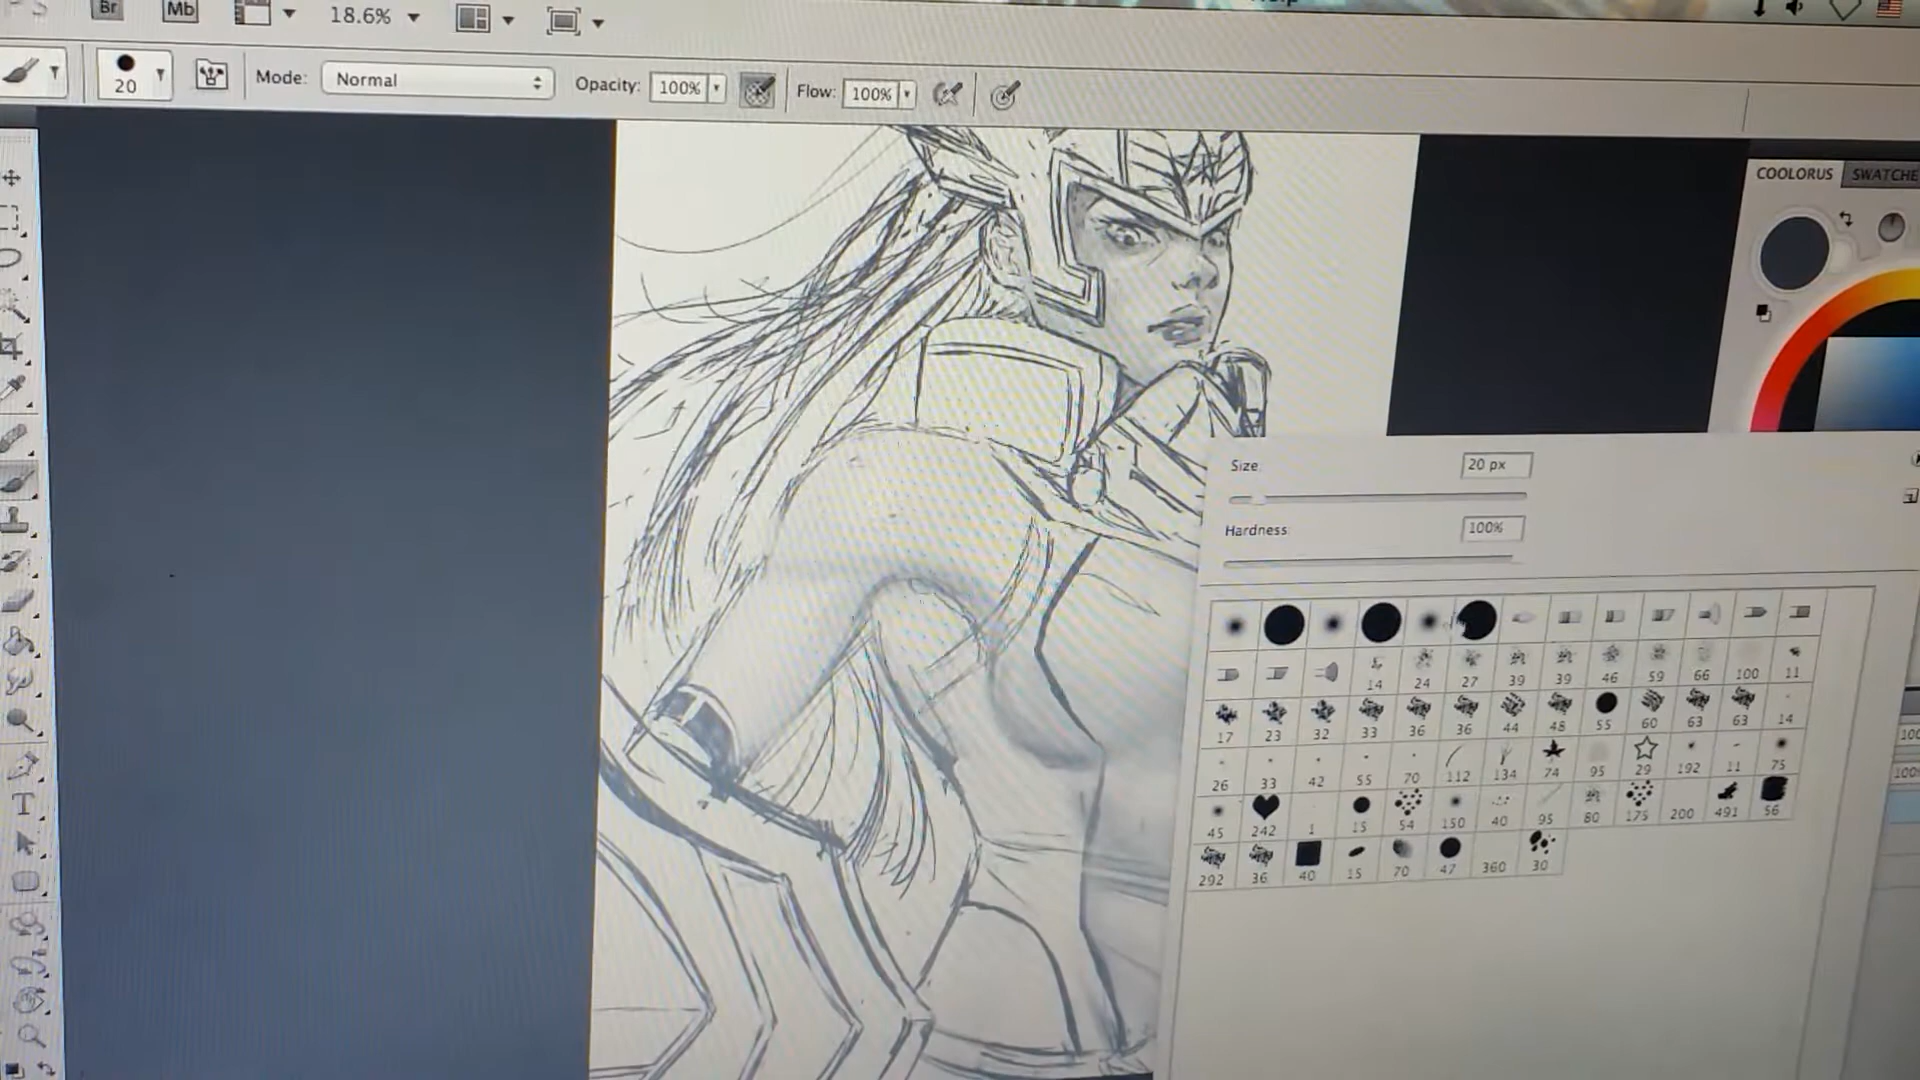 Br
Mb
18.6%
20
Mode:
Normal
Opacity:
100%
Flow:
100%
COOLORUS
SWATCHE
Size:
20 px
Hardness:
100%
14 24 27 39 39 46 59 66 100 11
17 23 32 33 36 36 44 48 55 60 63 63 14
26 33 42 55 70 112 134 74 95 29 192 11 75
45 242 1 15 54 150 40 95 80 175 200 491 56
292 36 40 15 70 47 360 30
T